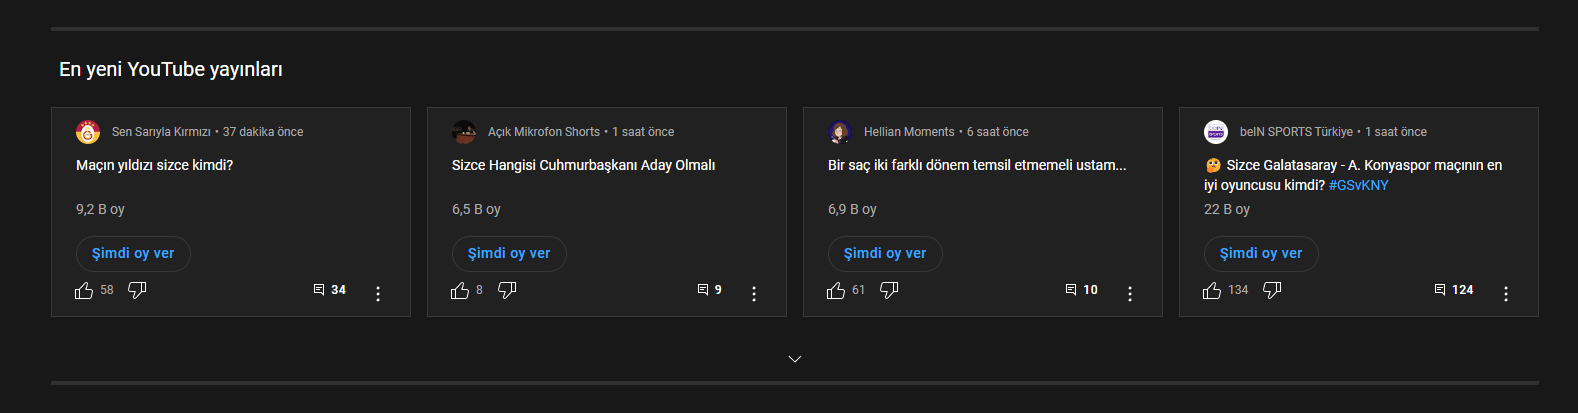 En yeni YouTube yayınları
Sen Sarıyla Kırmızı • 37 dakika önce
Maçın yıldızı sizce kimdi?
9,2 B oy
Şimdi oy ver
58
34
Açık Mikrofon Shorts • 1 saat önce
Sizce Hangisi Cuhmurbaşkanı Aday Olmalı
6,5 B oy
Şimdi oy ver
8
9
Hellian Moments • 6 saat önce
Bir saç iki farklı dönem temsil etmemeli ustam...
6,9 B oy
Şimdi oy ver
61
10
beIN SPORTS Türkiye • 1 saat önce
🤔 Sizce Galatasaray - A. Konyaspor maçının en
iyi oyuncusu kimdi? #GSvKNY
22 B oy
Şimdi oy ver
134
124